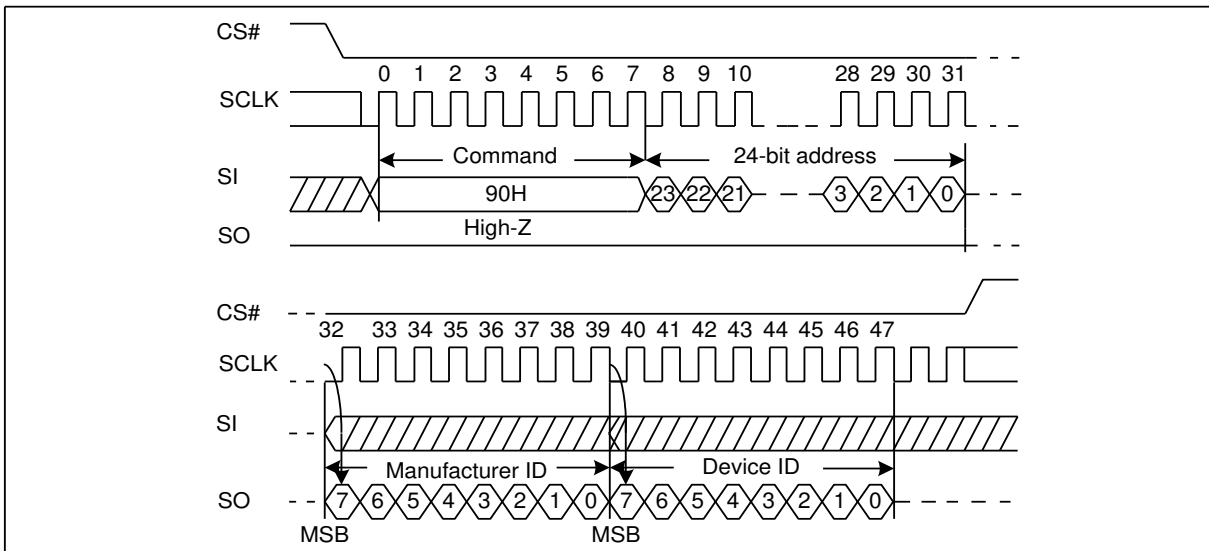 CS#
0 1 2 3 4 5 6 7 8 9 10 28 29 30 31
SCLK
Command 24-bit address
SI
90H 23 22 21 3 2 1 0
High-Z
SO
CS#
32 33 34 35 36 37 38 39 40 41 42 43 44 45 46 47
SCLK
SI
Manufacturer ID Device ID
SO 7 6 5 4 3 2 1 0 7 6 5 4 3 2 1 0
MSB MSB